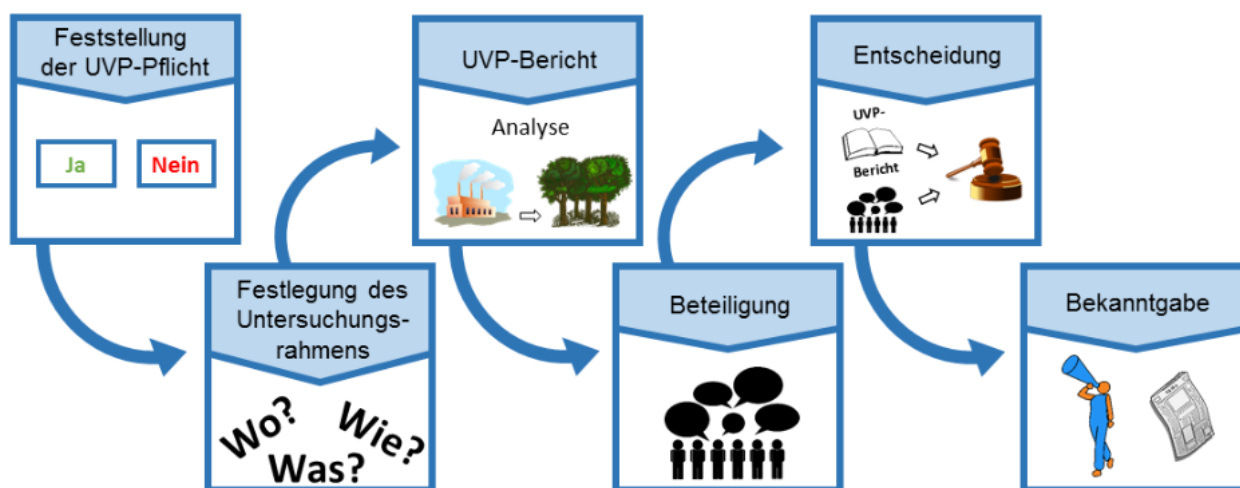 Feststellung
der UVP-Pflicht
Ja
Nein
Festlegung des
Untersuchungs-
rahmens
Wo?
Wie?
Was?
UVP-Bericht
Analyse
Beteiligung
Entscheidung
UVP-
Bericht
Bekanntgabe